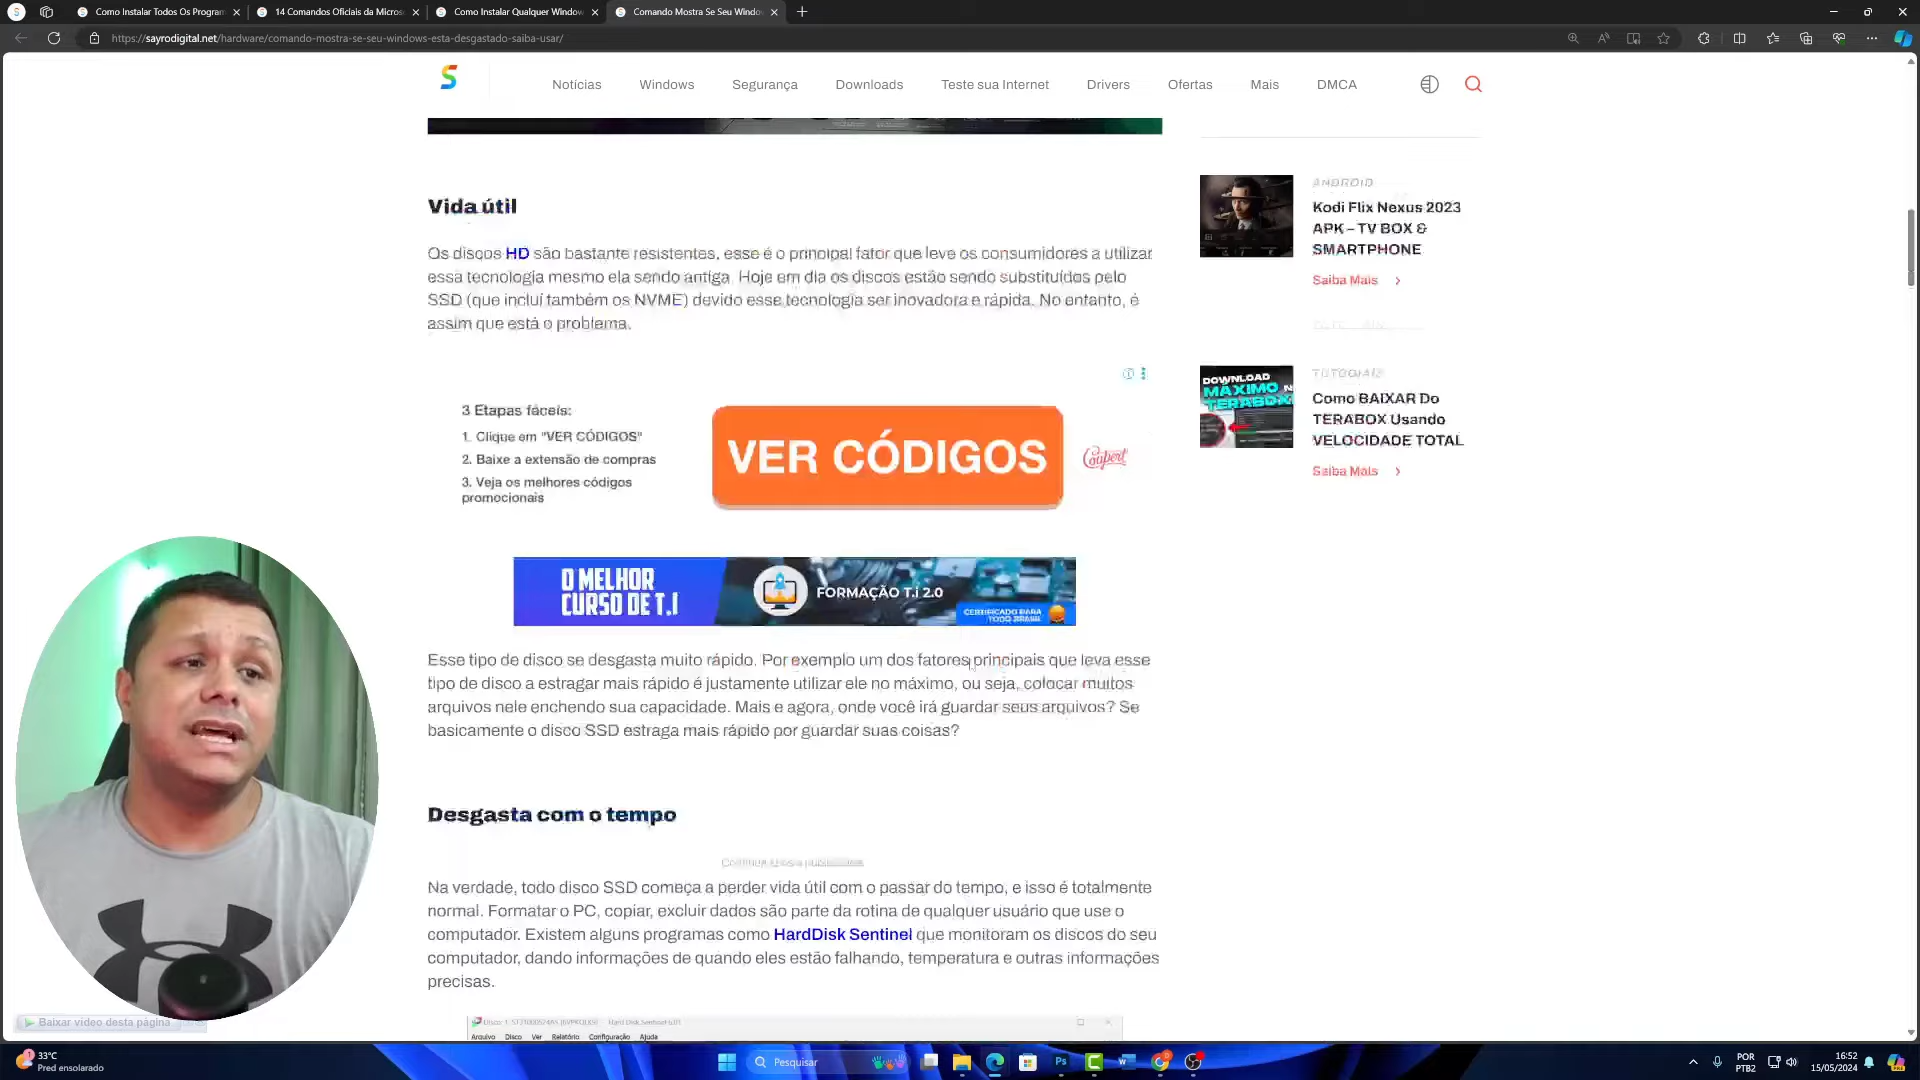 Como Instalar Todos Os Program
14 Comandos Oficiais da Micros
Como Instalar Qualquer Window
Comando Mostra Se Seu Windo
https://sayrodigital.net/hardware/comando-mostra-se-seu-windows-esta-desgastado-saiba-usar/
S
Notícias
Windows
Segurança
Downloads
Teste sua Internet
Drivers
Ofertas
Mais
DMCA
Vida útil
Os discos HD são bastante resistentes, esse é o principal fator que leve os consumidores a utilizar
essa tecnologia mesmo ela sendo antiga. Hoje em dia os discos estão sendo substituídos pelo
SSD (que incluí também os NVME) devido esse tecnologia ser inovadora e rápida. No entanto, é
assim que está o problema.
3 Etapas fáceis:
1. Clique em "VER CÓDIGOS"
2. Baixe a extensão de compras
3. Veja os melhores códigos
promocionais
VER CÓDIGOS
Coupert
O MELHOR
CURSO DE T.I
FORMAÇÃO T.i 2.0
CERTIFICADO PARA
TODO BRASIL
Esse tipo de disco se desgasta muito rápido. Por exemplo um dos fatores principais que leva esse
tipo de disco a estragar mais rápido é justamente utilizar ele no máximo, ou seja, colocar muitos
arquivos nele enchendo sua capacidade. Mais e agora, onde você irá guardar seus arquivos? Se
basicamente o disco SSD estraga mais rápido por guardar suas coisas?
Desgasta com o tempo
Na verdade, todo disco SSD começa a perder vida útil com o passar do tempo, e isso é totalmente
normal. Formatar o PC, copiar, excluir dados são parte da rotina de qualquer usuário que use o
computador. Existem alguns programas como HardDisk Sentinel que monitoram os discos do seu
computador, dando informações de quando eles estão falhando, temperatura e outras informações
precisas.
Arquivo Disco Ver Relatório Configuração Ajuda
ANDROID
Kodi Flix Nexus 2023
APK – TV BOX &
SMARTPHONE
Saiba Mais
DOWNLOAD
MÁXIMO N
TERABOX
TUTORIAIS
Como BAIXAR Do
TERABOX Usando
VELOCIDADE TOTAL
Saiba Mais
Baixar vídeo desta página
33°C
Pred ensolarado
Pesquisar
POR
PTB2
16:52
15/05/2024